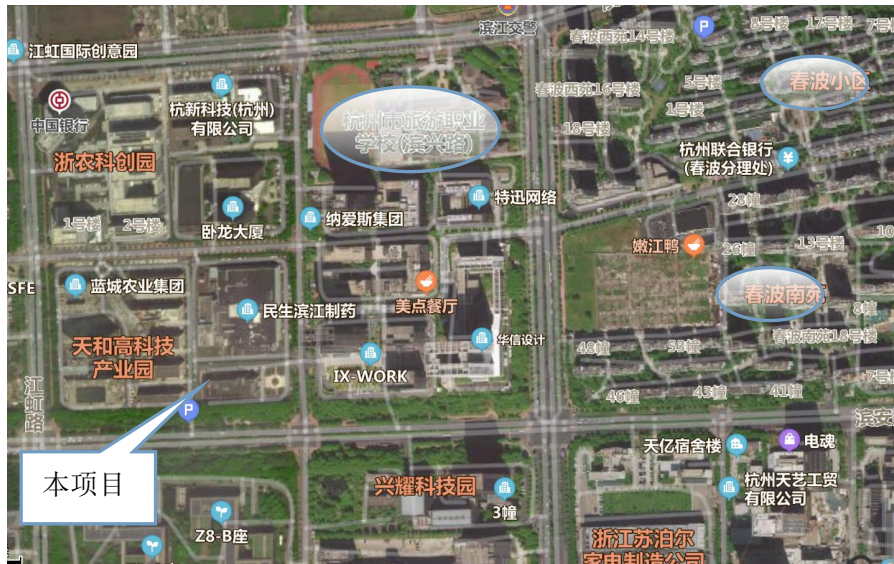 滨江交警
江虹国际创意园
春波西苑14号楼
8号楼
17号楼
春波小区
5号楼
春波西苑16号楼
1号楼
18号楼
中国银行
杭新科技(杭州)
有限公司
杭州市旅游职业
学校(滨兴路)
浙农科创园
杭州联合银行
(春波分理处)
特迅网络
28幢
1号楼
2号楼
卧龙大厦
纳爱斯集团
嫩江鸭
26幢
13号楼
SFE
蓝城农业集团
民生滨江制药
美点餐厅
春波南苑
8幢
天和高科技
产业园
华信设计
春波南苑18号楼
48幢
53幢
IX-WORK
江虹路
46幢
43幢
41幢
滨安
本项目
天亿宿舍楼
电魂
兴耀科技园
3幢
杭州天艺工贸
有限公司
Z8-B座
浙江苏泊尔
家电制造公司